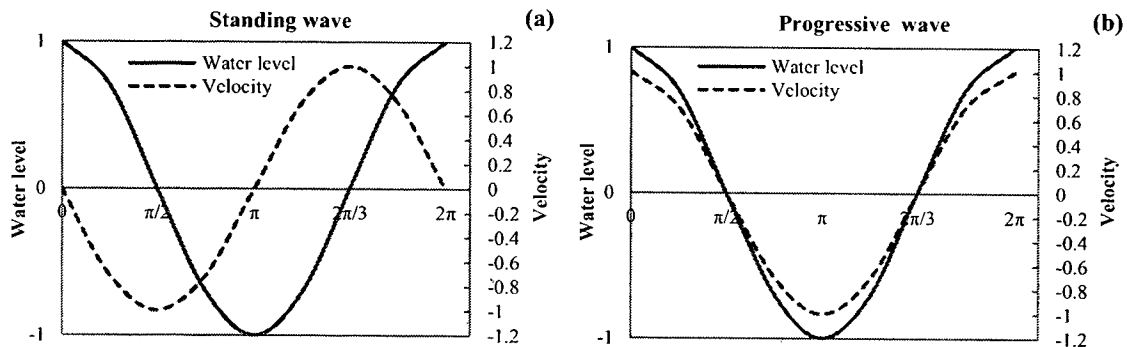 Standing wave
(a)
Water level
Velocity
1
0
-1
Water level
1.2
1
0.8
0.6
0.4
0.2
0
-0.2
-0.4
-0.6
-0.8
-1
-1.2
Velocity
0
π/2
π
2π/3
2π
Progressive wave
(b)
Water level
Velocity
1
0
-1
Water level
1.2
1
0.8
0.6
0.4
0.2
0
-0.2
-0.4
-0.6
-0.8
-1
-1.2
Velocity
0
π/2
π
2π/3
2π